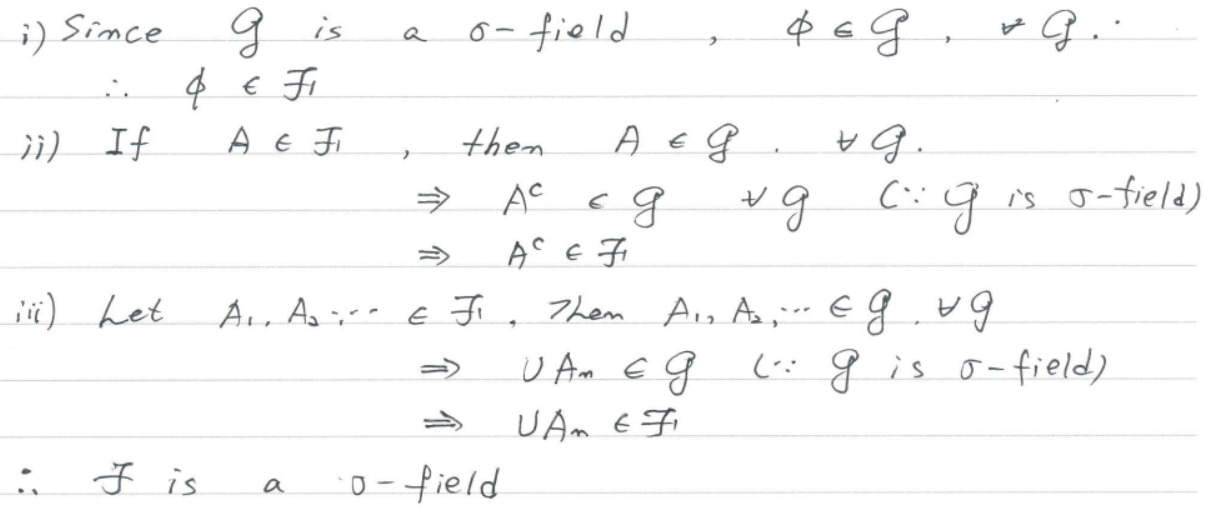 i) Since 𝒢 is a σ-field , ϕ ∈ 𝒢 , ∀ 𝒢.
∴ ϕ ∈ ℱ₁
ii) If A ∈ ℱ₁ , then A ∈ 𝒢 . ∀ 𝒢.
⇒ Aᶜ ∈ 𝒢 ∀ 𝒢 (∵ 𝒢 is σ-field)
⇒ Aᶜ ∈ ℱ₁
iii) Let A₁, A₂, ... ∈ ℱ₁ , Then A₁, A₂, ... ∈ 𝒢 , ∀ 𝒢
⇒ ∪Aₙ ∈ 𝒢 (∵ 𝒢 is σ-field)
⇒ ∪Aₙ ∈ ℱ₁
∴ ℱ is a σ-field